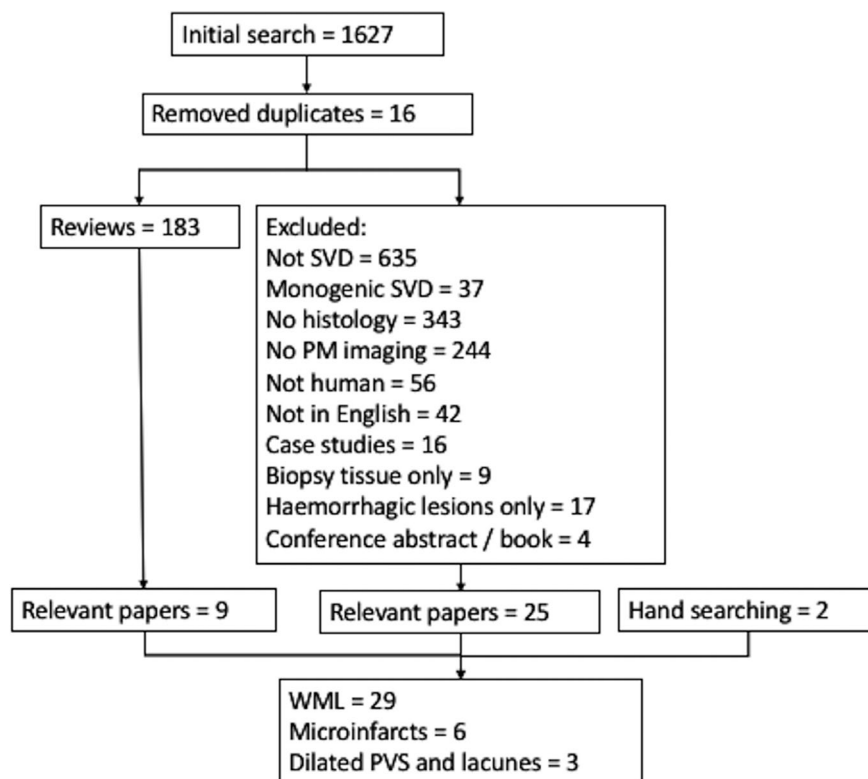 Initial search = 1627
Removed duplicates = 16
Reviews = 183
Excluded:
Not SVD = 635
Monogenic SVD = 37
No histology = 343
No PM imaging = 244
Not human = 56
Not in English = 42
Case studies = 16
Biopsy tissue only = 9
Haemorrhagic lesions only = 17
Conference abstract / book = 4
Relevant papers = 9
Relevant papers = 25
Hand searching = 2
WML = 29
Microinfarcts = 6
Dilated PVS and lacunes = 3